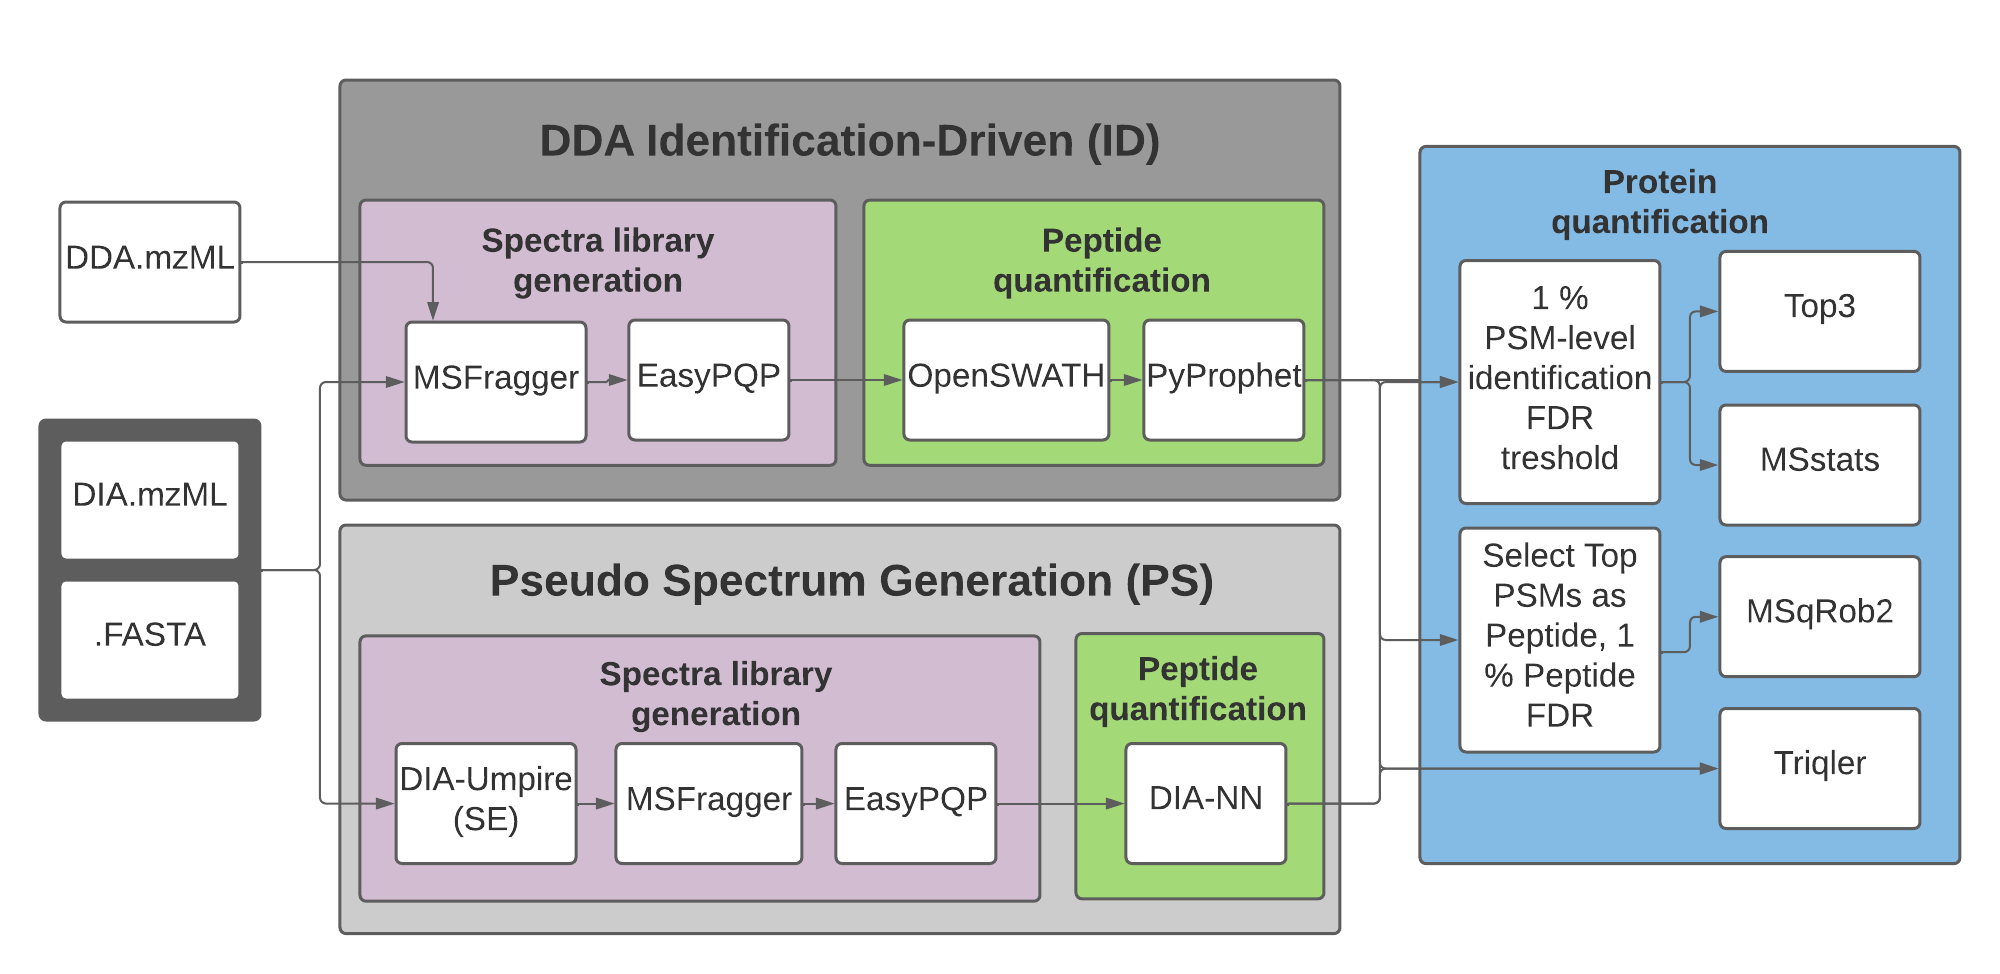 DDA Identification-Driven (ID)
DDA.mzML
Spectra library
generation
MSFragger
EasyPQP
Peptide
quantification
OpenSWATH
PyProphet
DIA.mzML
.FASTA
Pseudo Spectrum Generation (PS)
Spectra library
generation
DIA-Umpire
(SE)
MSFragger
EasyPQP
Peptide
quantification
DIA-NN
Protein
quantification
1 %
PSM-level
identification
FDR
treshold
Top3
MSstats
Select Top
PSMs as
Peptide, 1
% Peptide
FDR
MSqRob2
Triqler